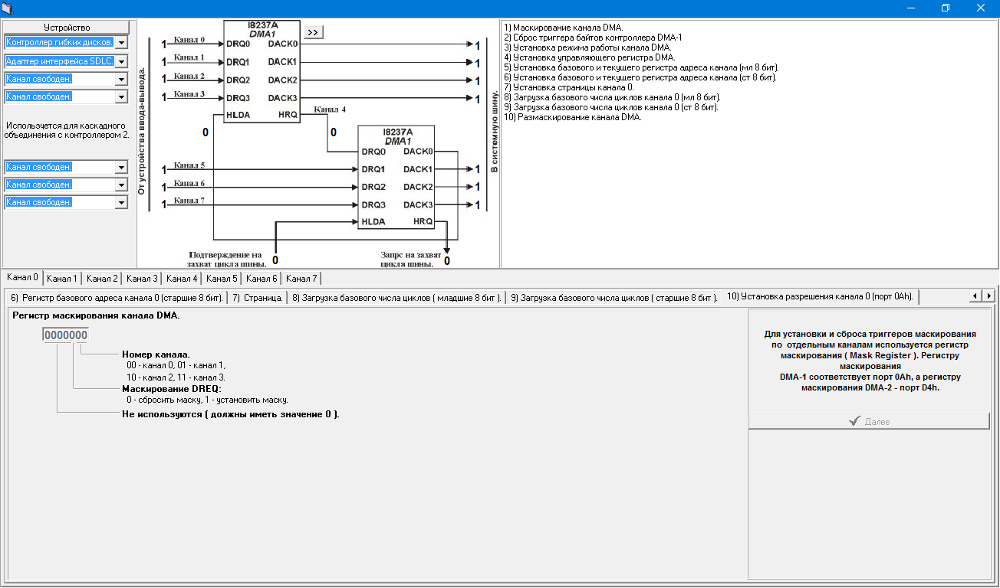 Устройство
Контроллер гибких дисков.
Адаптер интерфейса SDLC.
Канал свободен.
Канал свободен.
Используется для каскадного
объединения с контроллером 2.
Канал свободен.
Канал свободен.
Канал свободен.
От устройства ввода-вывода.
I8237A
DMA1
>>
1 Канал 0 DRQ0 DACK0 1
1 Канал 1 DRQ1 DACK1 1
1 Канал 2 DRQ2 DACK2 1
1 Канал 3 DRQ3 DACK3 1
HLDA HRQ Канал 4
0 0
I8237A
DMA1
DRQ0 DACK0
1 Канал 5 DRQ1 DACK1 1
1 Канал 6 DRQ2 DACK2 1
1 Канал 7 DRQ3 DACK3 1
HLDA HRQ
Подтверждение на
захват цикла шины. 0
Запрс на захват
цикла шины. 0
В системную шину.
1) Маскирование канала DMA.
2) Сброс триггера байтов контроллера DMA-1
3) Установка режима работы канала DMA.
4) Установка управляющего регистра DMA.
5) Установка базового и текущего регистра адреса канала (мл 8 бит).
6) Установка базового и текущего регистра адреса канала (ст 8 бит).
7) Установка страницы канала 0.
8) Загрузка базового числа циклов канала 0 (мл 8 бит).
9) Загрузка базового числа циклов канала 0 (ст 8 бит).
10) Размаскирование канала DMA.
Канал 0 Канал 1 Канал 2 Канал 3 Канал 4 Канал 5 Канал 6 Канал 7
6) Регистр базового адреса канала 0 (старшие 8 бит). 7) Страница. 8) Загрузка базового числа циклов ( младшие 8 бит ). 9) Загрузка базового числа циклов ( старшие 8 бит ). 10) Установка разрешения канала 0 (порт 0Ah).
Регистр маскирования канала DMA.
0000000
Номер канала.
00 - канал 0, 01 - канал 1,
10 - канал 2, 11 - канал 3.
Маскирование DREQ:
0 - сбросить маску, 1 - установить маску.
Не используются ( должны иметь значение 0 ).
Для установки и сброса триггеров маскирования
по отдельным каналам используется регистр
маскирования ( Mask Register ). Регистру
маскирования
DMA-1 соответствует порт 0Ah, а регистру
маскирования DMA-2 - порт D4h.
Далее